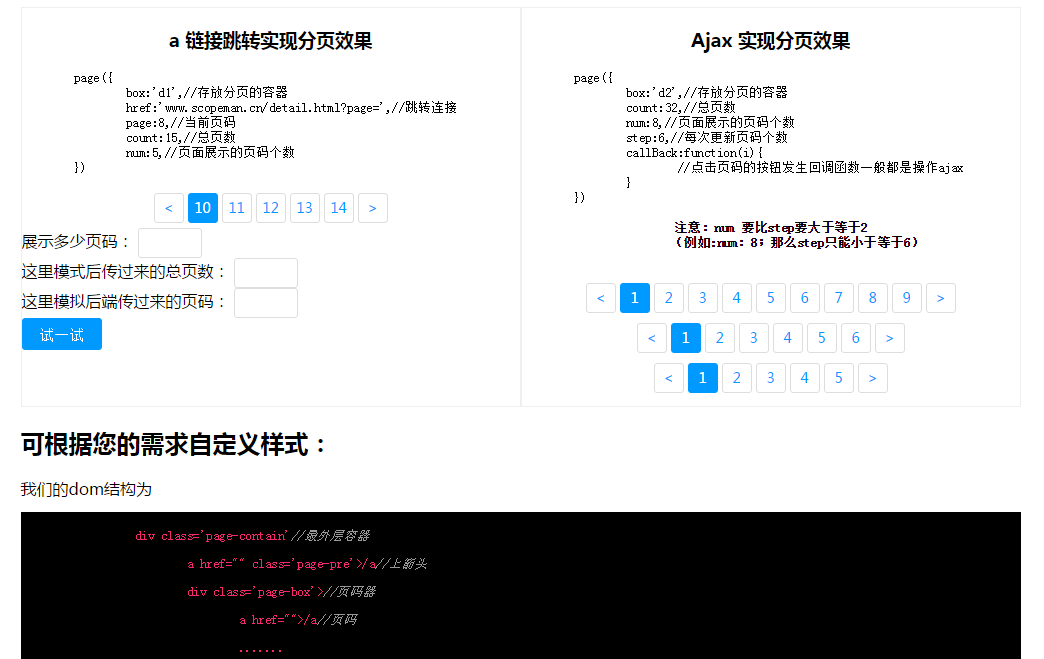 a 链接跳转实现分页效果
page({
box:'d1',//存放分页的容器
href:'www.scopeman.cn/detail.html?page=',//跳转连接
page:8,//当前页码
count:15,//总页数
num:5,//页面展示的页码个数
})
< 10 11 12 13 14 >
展示多少页码：
这里模式后传过来的总页数：
这里模拟后端传过来的页码：
试一试
Ajax 实现分页效果
page({
box:'d2',//存放分页的容器
count:32,//总页数
num:8,//页面展示的页码个数
step:6,//每次更新页码个数
callBack:function(i){
//点击页码的按钮发生回调函数一般都是操作ajax
}
})
注意：num 要比step要大于等于2
（例如:num：8；那么step只能小于等于6）
< 1 2 3 4 5 6 7 8 9 >
< 1 2 3 4 5 6 >
< 1 2 3 4 5 >
可根据您的需求自定义样式：
我们的dom结构为
div class='page-contain'//最外层容器
a href="“ class='page-pre'>/a//上箭头
div class='page-box'>//页码器
a href="“>/a//页码
.......